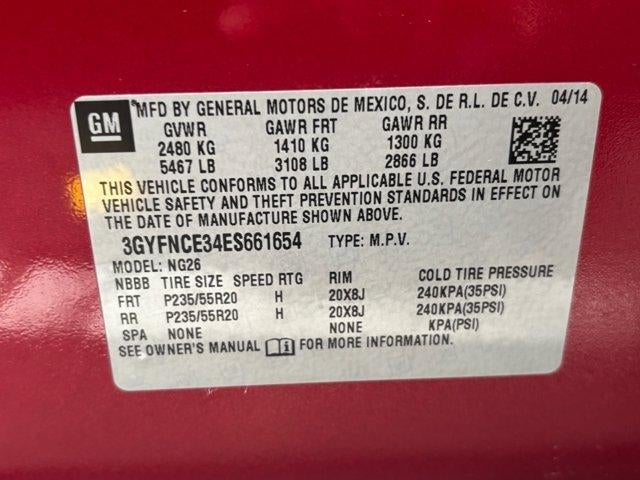 GM
*MFD BY GENERAL MOTORS DE MEXICO, S. DE R.L. DE C.V. 04/14
GVWR GAWR FRT GAWR RR
2480 KG 1410 KG 1300 KG
5467 LB 3108 LB 2866 LB
THIS VEHICLE CONFORMS TO ALL APPLICABLE U.S. FEDERAL MOTOR
VEHICLE SAFETY AND THEFT PREVENTION STANDARDS IN EFFECT ON
THE DATE OF MANUFACTURE SHOWN ABOVE.
3GYFNCE34ES661654 TYPE: M.P.V.
MODEL: NG26
NBBB TIRE SIZE SPEED RTG RIM COLD TIRE PRESSURE
FRT P235/55R20 H 20X8J 240KPA(35PSI)
RR P235/55R20 H 20X8J 240KPA(35PSI)
SPA NONE NONE KPA(PSI)
SEE OWNER'S MANUAL i FOR MORE INFORMATION.